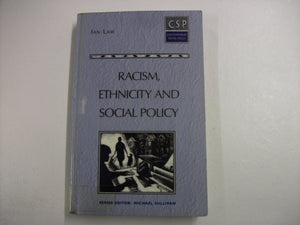 IAN LAW
CSP
RACISM,
ETHNICITY AND
SOCIAL POLICY
SERIES EDITOR: MICHAEL SULLIVAN